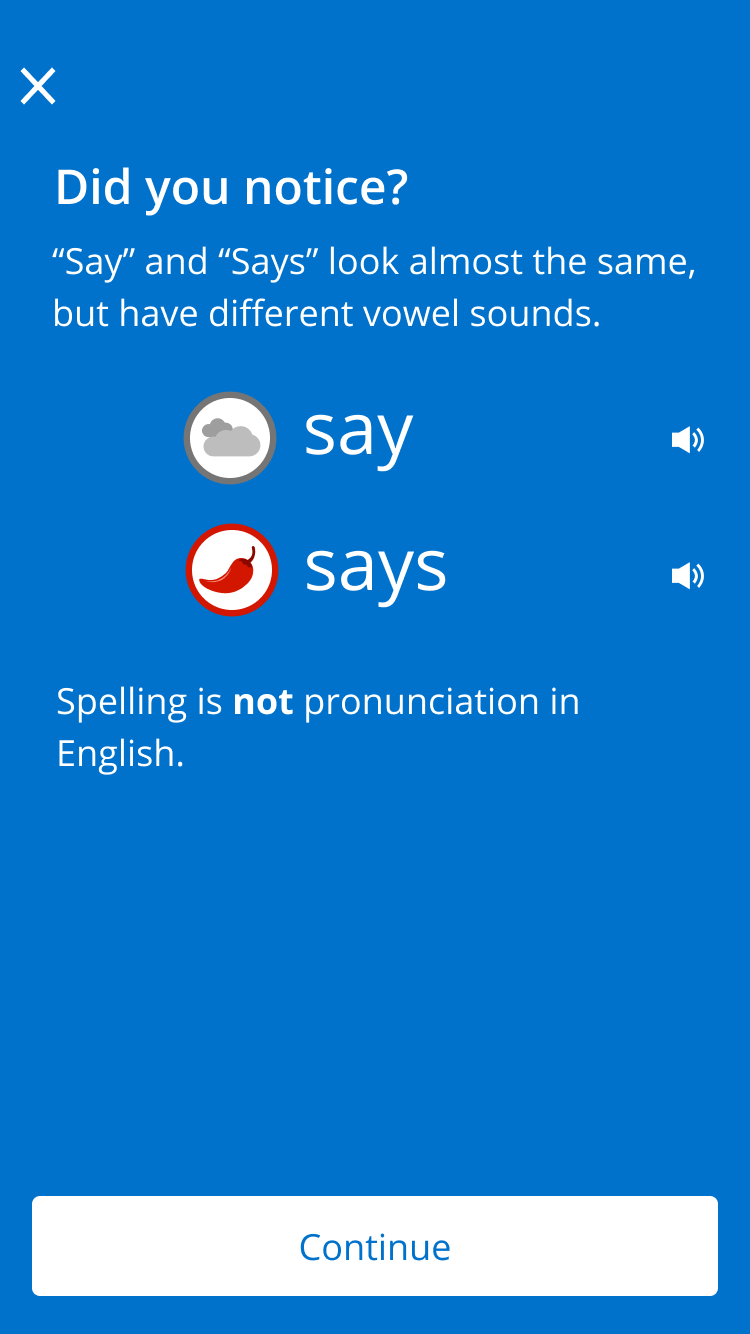 Did you notice?
“Say” and “Says” look almost the same,
but have different vowel sounds.
say
says
Spelling is not pronunciation in
English.
Continue